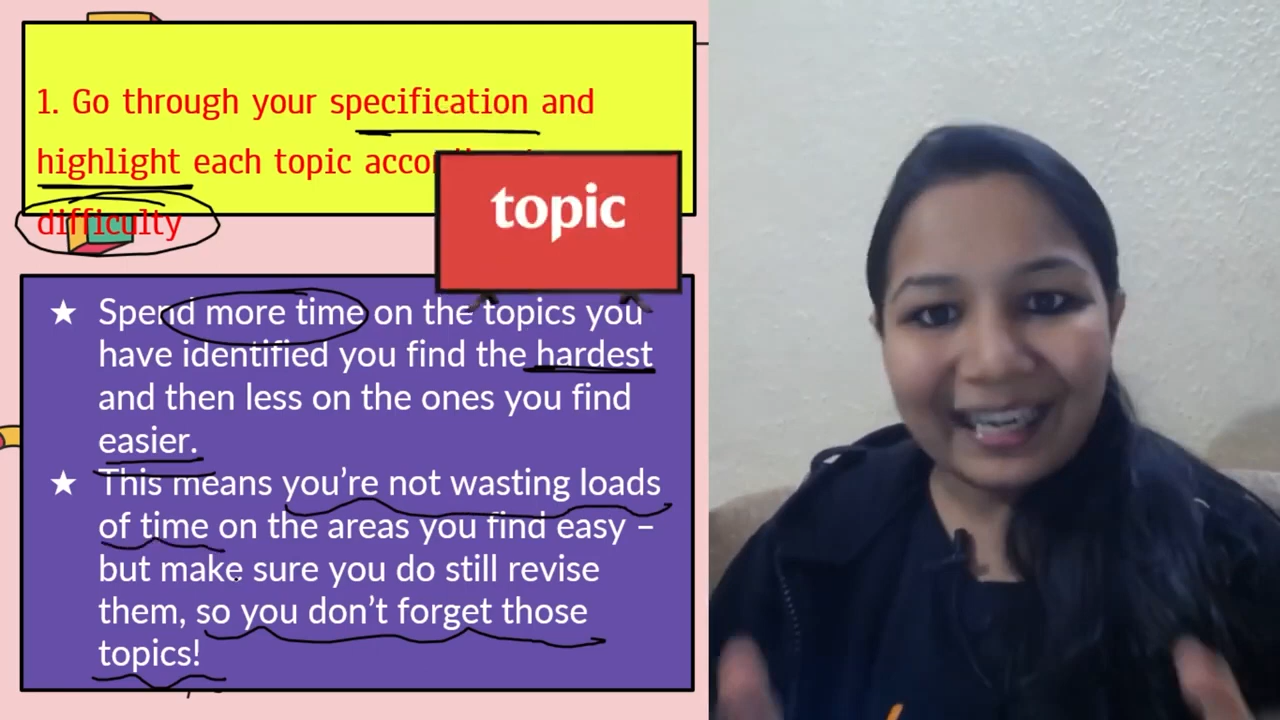 1. Go through your specification and
highlight each topic
difficulty
topic
★ Spend more time on the topics you
have identified you find the hardest
and then less on the ones you find
easier.
★ This means you're not wasting loads
of time on the areas you find easy –
but make sure you do still revise
them, so you don't forget those
topics!